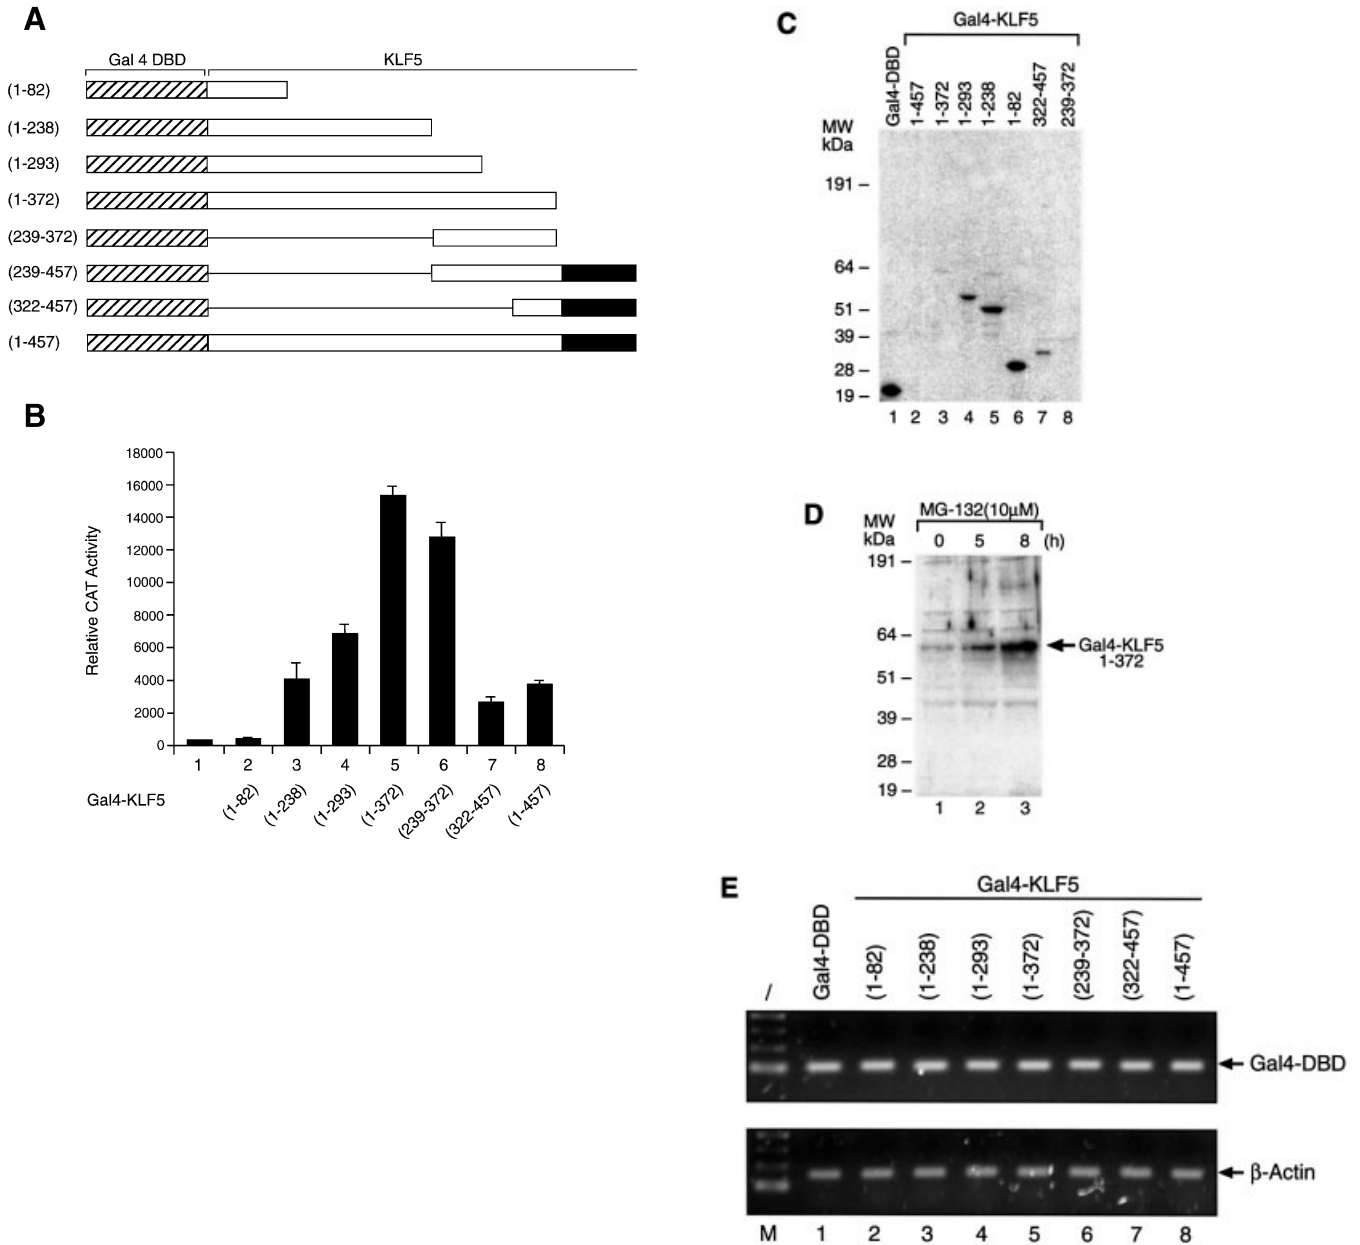 A
Gal 4 DBD KLF5
(1-82)
(1-238)
(1-293)
(1-372)
(239-372)
(239-457)
(322-457)
(1-457)
B
Relative CAT Activity
18000
16000
14000
12000
10000
8000
6000
4000
2000
0
1 2 3 4 5 6 7 8
Gal4-KLF5 (1-82) (1-238) (1-293) (1-372) (239-372) (322-457) (1-457)
C
Gal4-KLF5
Gal4-DBD 1-457 1-372 1-293 1-238 1-82 322-457 239-372
MW
kDa
191
64
51
39
28
19
1 2 3 4 5 6 7 8
D
MG-132(10µM)
MW
kDa 0 5 8 (h)
191
64
51
39
28
19
Gal4-KLF5
1-372
1 2 3
E
Gal4-KLF5
/ Gal4-DBD (1-82) (1-238) (1-293) (1-372) (239-372) (322-457) (1-457)
Gal4-DBD
β-Actin
M 1 2 3 4 5 6 7 8